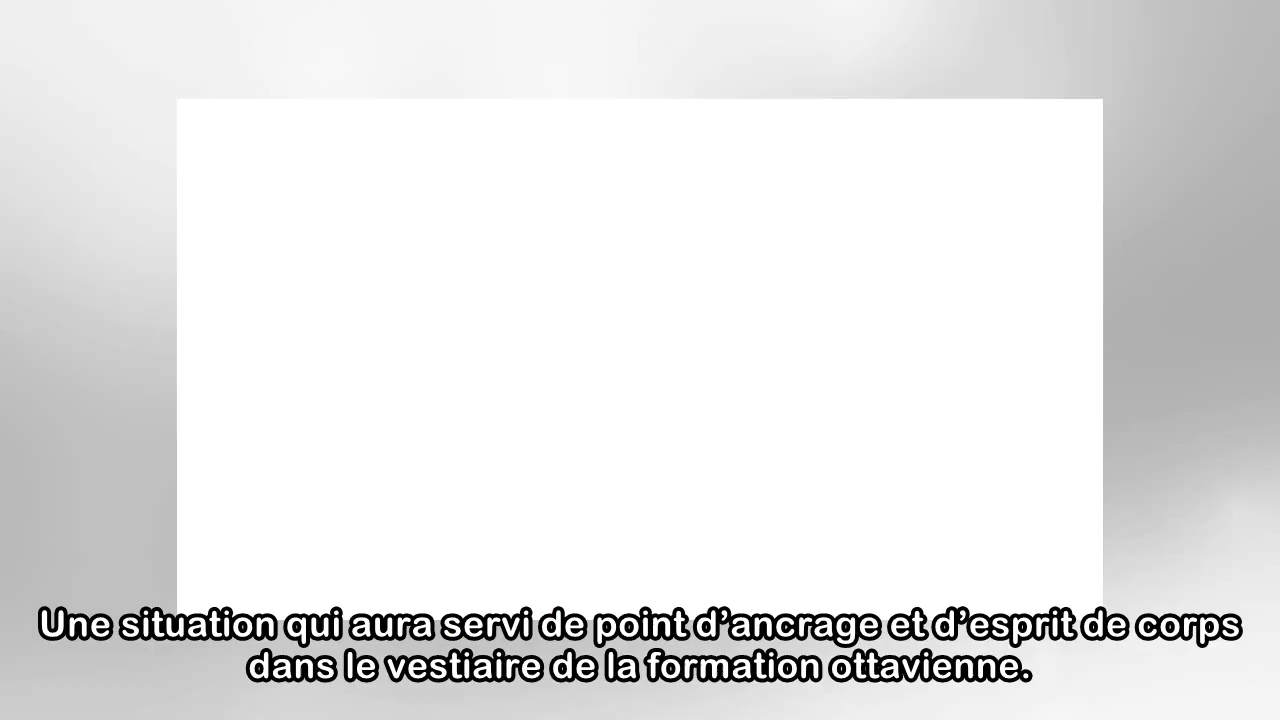 Une situation qui aura servi de point d’ancrage et d’esprit de corps
dans le vestiaire de la formation ottavienne.